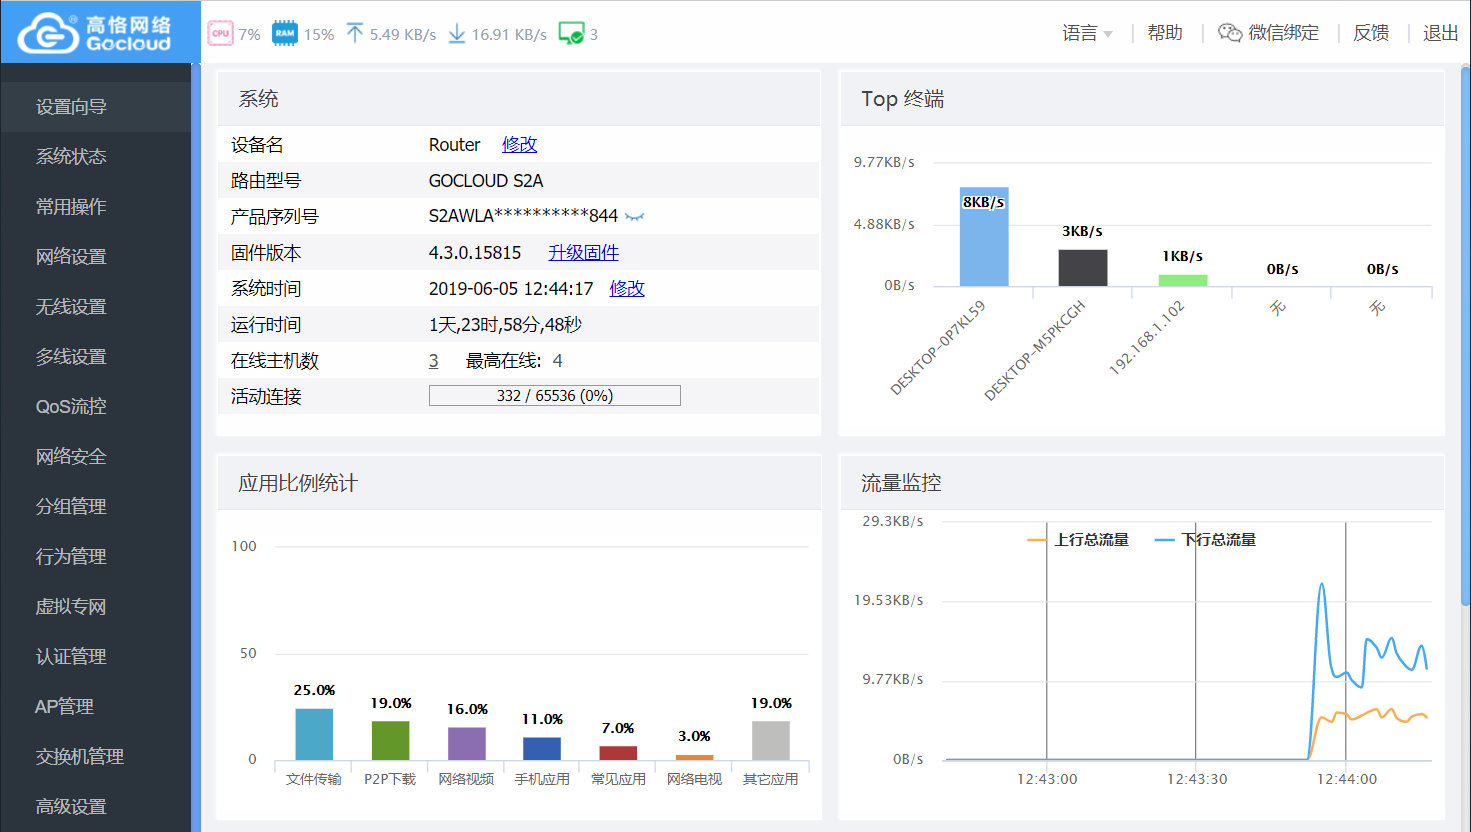 高恪网络
Gocloud
CPU 7% RAM 15% 5.49 KB/s 16.91 KB/s 3
语言 帮助 微信绑定 反馈 退出
设置向导
系统状态
常用操作
网络设置
无线设置
多线设置
QoS流控
网络安全
分组管理
行为管理
虚拟专网
认证管理
AP管理
交换机管理
高级设置
系统
设备名 Router 修改
路由型号 GOCLOUD S2A
产品序列号 S2AWLA**********844
固件版本 4.3.0.15815 升级固件
系统时间 2019-06-05 12:44:17 修改
运行时间 1天,23时,58分,48秒
在线主机数 3 最高在线: 4
活动连接 332 / 65536 (0%)
Top 终端
9.77KB/s
4.88KB/s
0B/s
8KB/s
3KB/s
1KB/s
0B/s
0B/s
DESKTOP-0P7KL59
DESKTOP-M5PKCGH
192.168.1.102
无
无
应用比例统计
100
50
0
25.0%
19.0%
16.0%
11.0%
7.0%
3.0%
19.0%
文件传输 P2P下载 网络视频 手机应用 常见应用 网络电视 其它应用
流量监控
29.3KB/s
19.53KB/s
9.77KB/s
0B/s
上行总流量 下行总流量
12:43:00 12:43:30 12:44:00